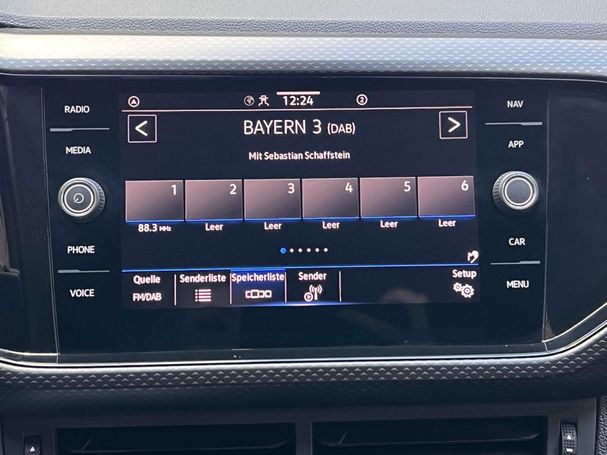 RADIO
MEDIA
PHONE
VOICE
12:24
2
BAYERN 3 (DAB)
Mit Sebastian Schaffstein
1 2 3 4 5 6
88.3 MHz Leer Leer Leer Leer Leer
Quelle Senderliste Speicherliste Sender Setup
FM/DAB
NAV
APP
CAR
MENU